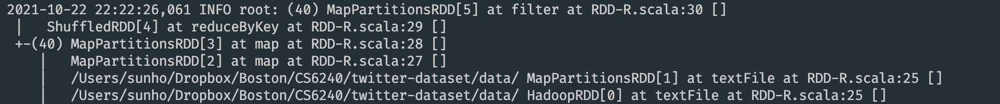 2021-10-22 22:22:26,061 INFO root: (40) MapPartitionsRDD[5] at filter at RDD-R.scala:30 []
 |   ShuffledRDD[4] at reduceByKey at RDD-R.scala:29 []
 +-(40) MapPartitionsRDD[3] at map at RDD-R.scala:28 []
    |   MapPartitionsRDD[2] at map at RDD-R.scala:27 []
    |   /Users/sunho/Dropbox/Boston/CS6240/twitter-dataset/data/ MapPartitionsRDD[1] at textFile at RDD-R.scala:25 []
    |   /Users/sunho/Dropbox/Boston/CS6240/twitter-dataset/data/ HadoopRDD[0] at textFile at RDD-R.scala:25 []